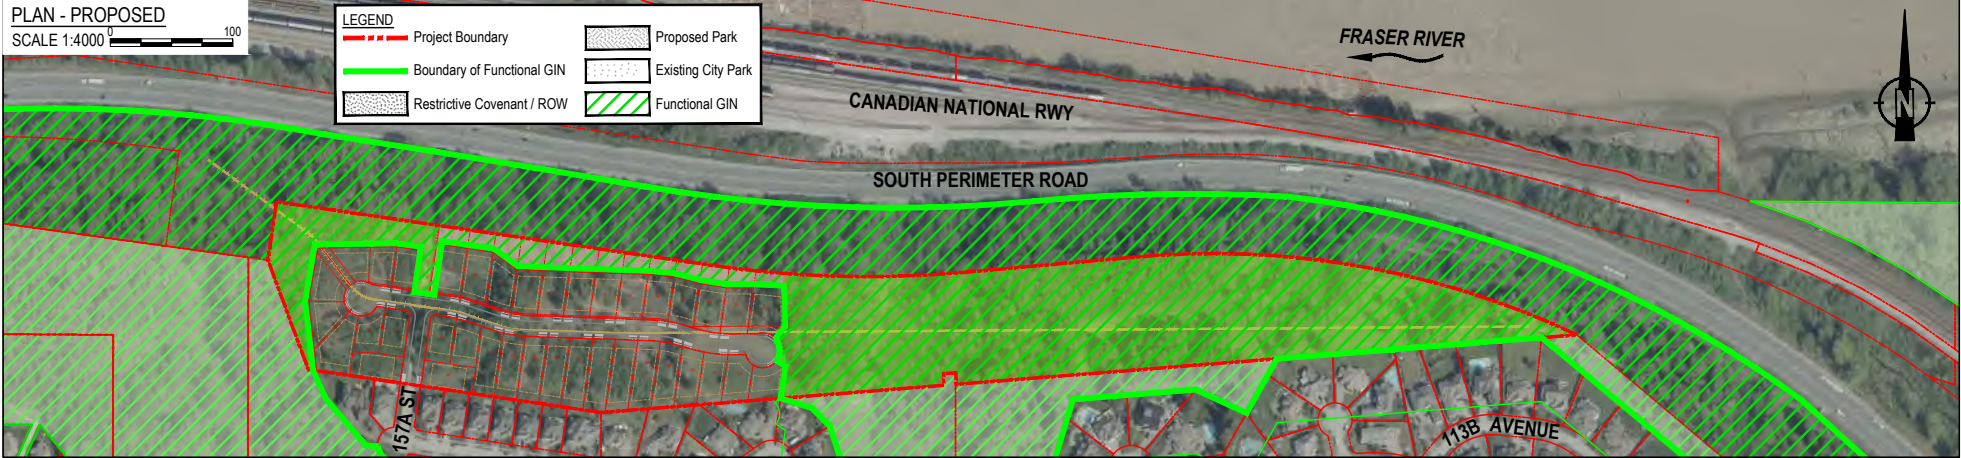 PLAN - PROPOSED
SCALE 1:4000 0 100
LEGEND
Project Boundary
Boundary of Functional GIN
Restrictive Covenant / ROW
Proposed Park
Existing City Park
Functional GIN
FRASER RIVER
N
CANADIAN NATIONAL RWY
SOUTH PERIMETER ROAD
157A ST
113B AVENUE